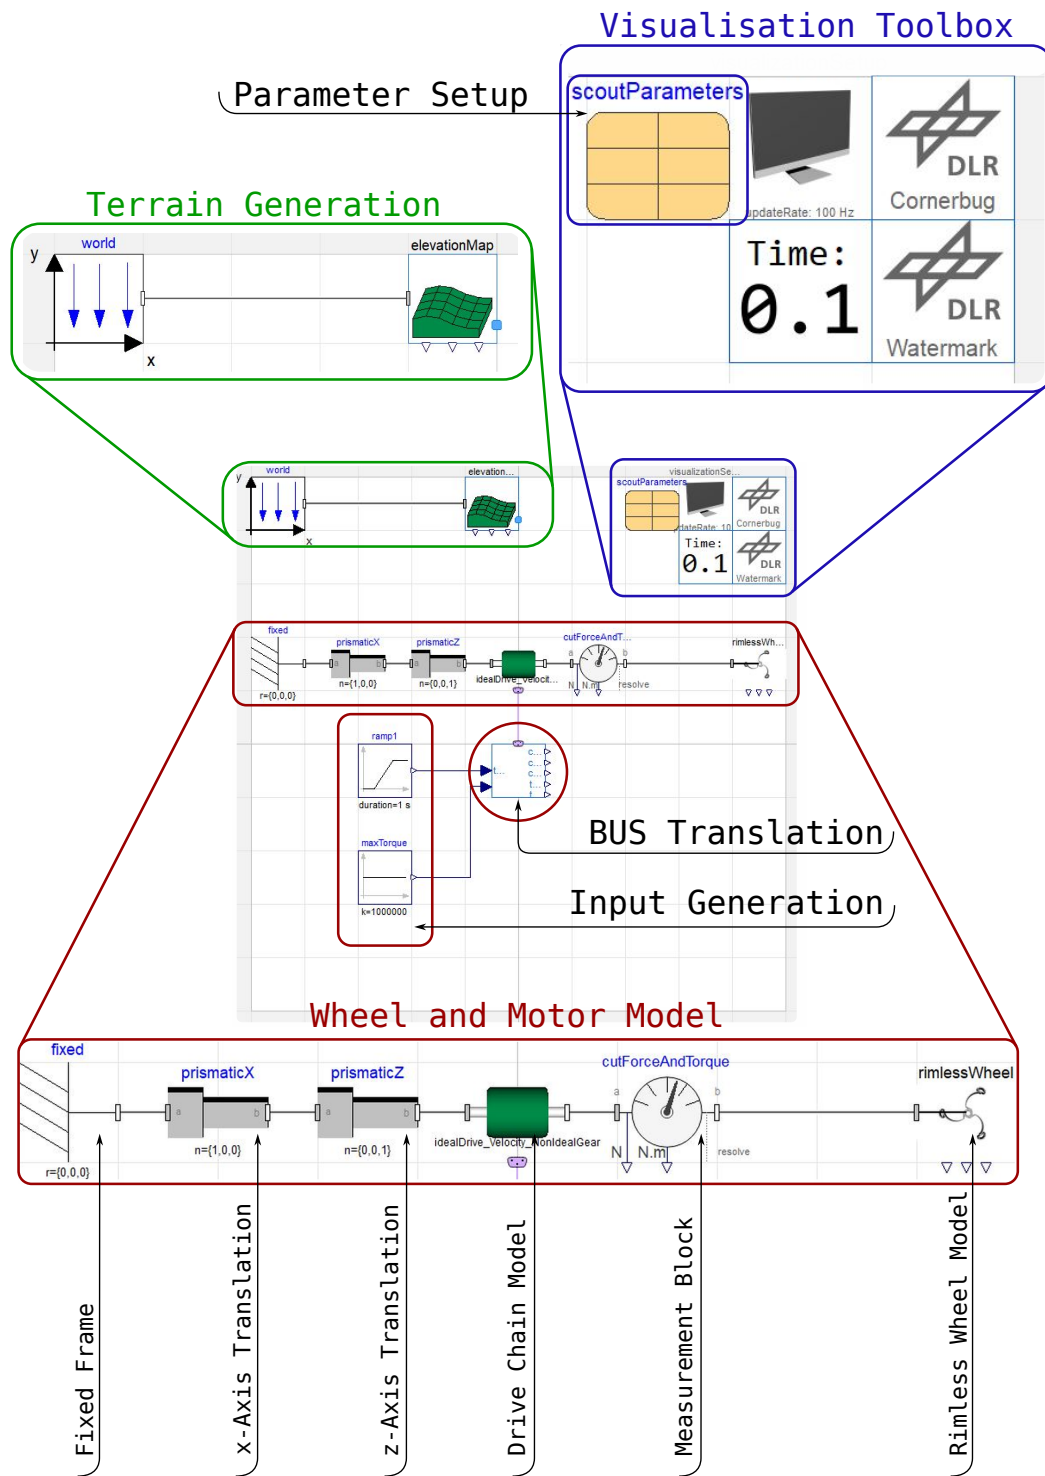 Visualisation Toolbox
Parameter Setup
scoutParameters
updateRate: 100 Hz
DLR
Cornerbug
Time:
0.1
DLR
Watermark
Terrain Generation
world
elevationMap
y
x
world
elevation...
y
x
visualizationSe...
scoutParameters
dateRate: 10
DLR
Cornerbug
Time:
0.1
DLR
Watermark
fixed
prismaticX
prismaticZ
cutForceAndT...
rimlessWh...
a
b
a
b
a
b
r={0,0,0}
n={1,0,0}
n={0,0,1}
idealDrive_Velocit...
N
N.m
resolve
ramp1
duration=1 s
t...
c...
c...
c...
t...
t...
BUS Translation
maxTorque
k=1000000
Input Generation
Wheel and Motor Model
fixed
prismaticX
prismaticZ
cutForceAndTorque
rimlessWheel
a
b
a
b
a
b
r={0,0,0}
n={1,0,0}
n={0,0,1}
idealDrive_Velocity_NonIdealGear
N
N.m
resolve
Fixed Frame
x-Axis Translation
z-Axis Translation
Drive Chain Model
Measurement Block
Rimless Wheel Model